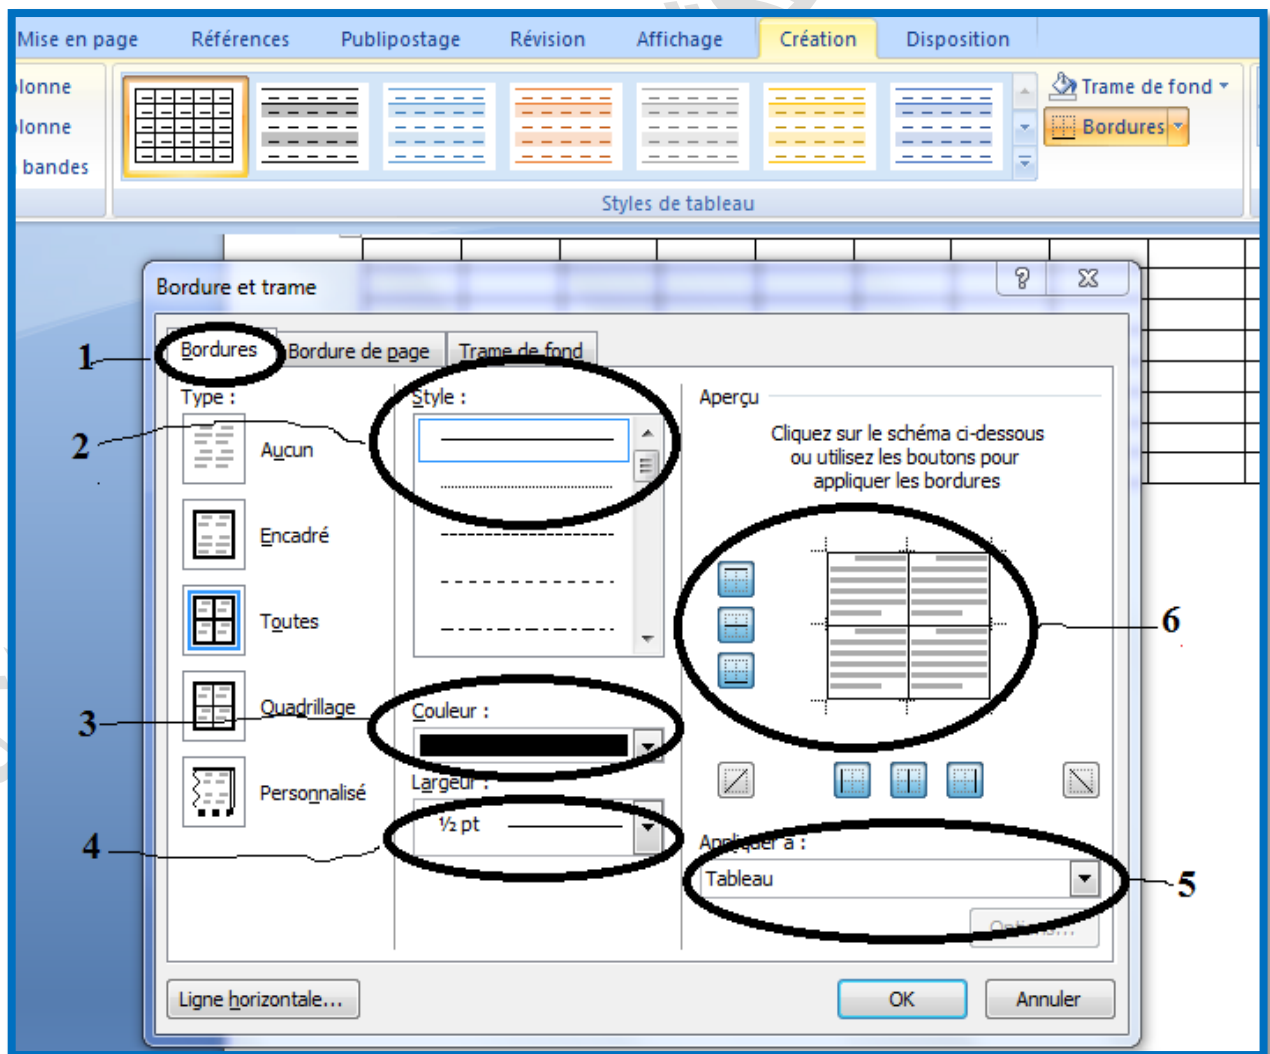 Mise en page Références Publipostage Révision Affichage Création Disposition
olonne
olonne
bandes
Trame de fond
Bordures
Styles de tableau
Bordure et trame
Bordures Bordure de page Trame de fond
1
Type :
Aucun
Encadré
Toutes
Quadrillage
Personnalisé
2
Style :
3
Couleur :
4
Largeur :
½ pt
Aperçu
Cliquez sur le schéma ci-dessous
ou utilisez les boutons pour
appliquer les bordures
6
Appliquer à :
Tableau
5
Options...
Ligne horizontale...
OK Annuler